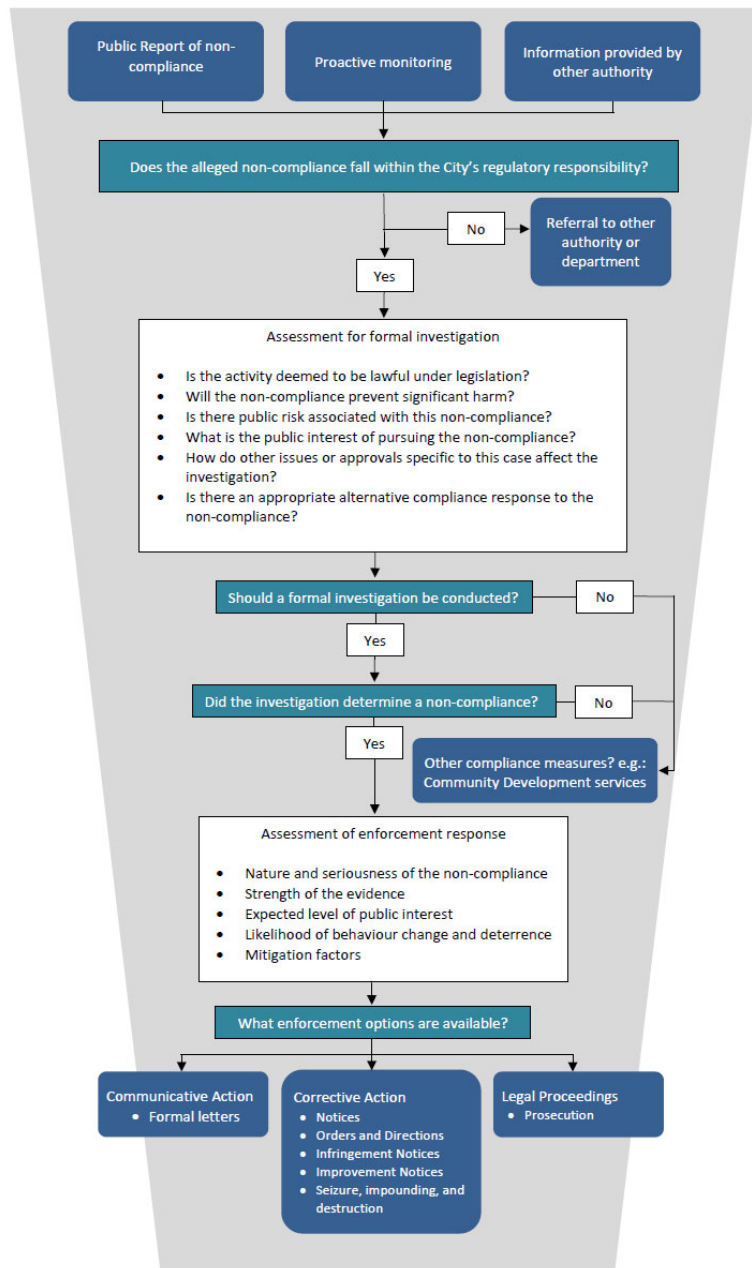 Public Report of non-
compliance
Proactive monitoring
Information provided by
other authority
Does the alleged non-compliance fall within the City's regulatory responsibility?
No
Referral to other
authority or
department
Yes
Assessment for formal investigation
• Is the activity deemed to be lawful under legislation?
• Will the non-compliance prevent significant harm?
• Is there public risk associated with this non-compliance?
• What is the public interest of pursuing the non-compliance?
• How do other issues or approvals specific to this case affect the
investigation?
• Is there an appropriate alternative compliance response to the
non-compliance?
Should a formal investigation be conducted?
No
Yes
Did the investigation determine a non-compliance?
No
Yes
Other compliance measures? e.g.:
Community Development services
Assessment of enforcement response
• Nature and seriousness of the non-compliance
• Strength of the evidence
• Expected level of public interest
• Likelihood of behaviour change and deterrence
• Mitigation factors
What enforcement options are available?
Communicative Action
• Formal letters
Corrective Action
• Notices
• Orders and Directions
• Infringement Notices
• Improvement Notices
• Seizure, impounding, and
destruction
Legal Proceedings
• Prosecution